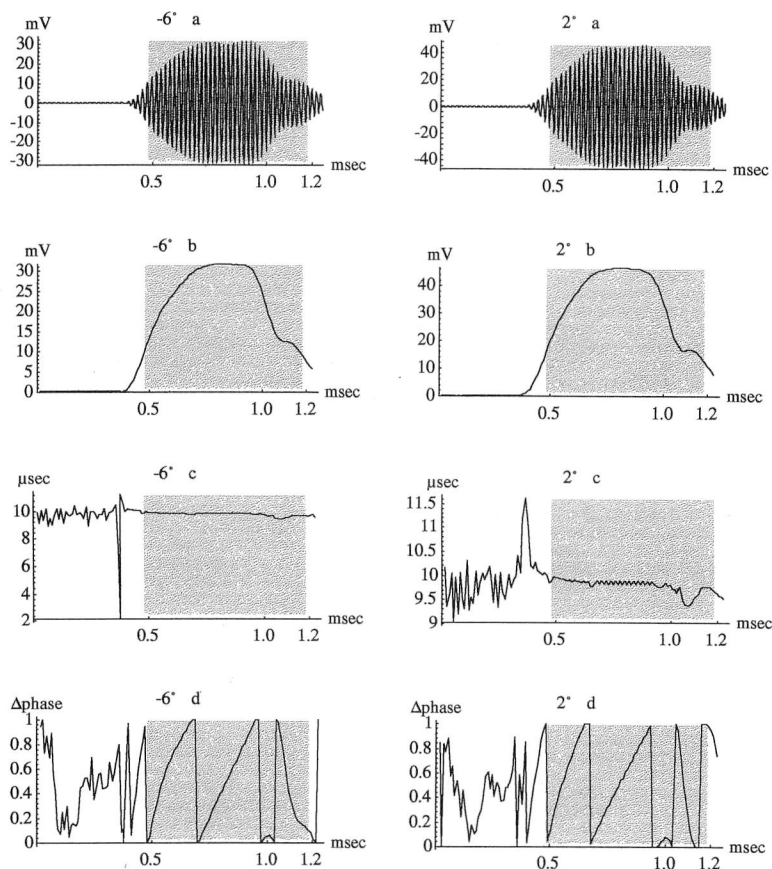 -6° a
mV
30
20
10
0
-10
-20
-30
0.5 1.0 1.2
msec
2° a
mV
40
20
0
-20
-40
0.5 1.0 1.2
msec
-6° b
mV
30
25
20
15
10
5
0
0.5 1.0 1.2
msec
2° b
mV
40
30
20
10
0
0.5 1.0 1.2
msec
-6° c
µsec
10
8
6
4
2
0.5 1.0 1.2
msec
2° c
µsec
11.5
11
10.5
10
9.5
9
0.5 1.0 1.2
msec
-6° d
Δphase
1
0.8
0.6
0.4
0.2
0
0.5 1.0 1.2
msec
2° d
Δphase
1
0.8
0.6
0.4
0.2
0
0.5 1.0 1.2
msec